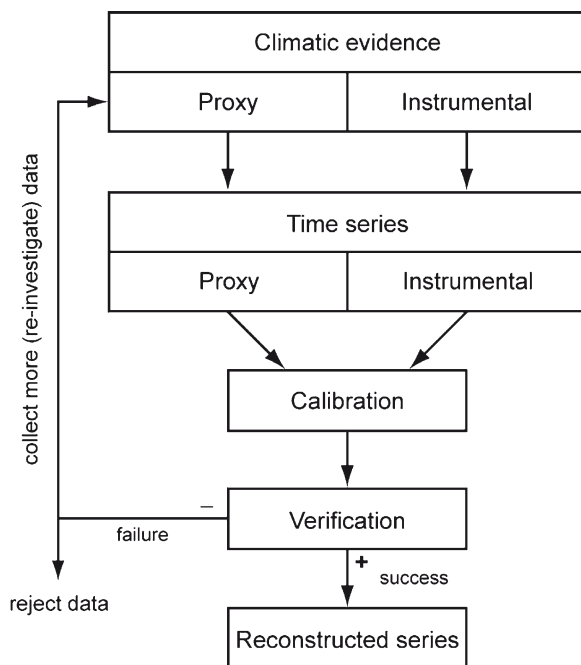 Climatic evidence
Proxy
Instrumental
Time series
Proxy
Instrumental
collect more (re-investigate) data
Calibration
Verification
–
failure
+
success
reject data
Reconstructed series